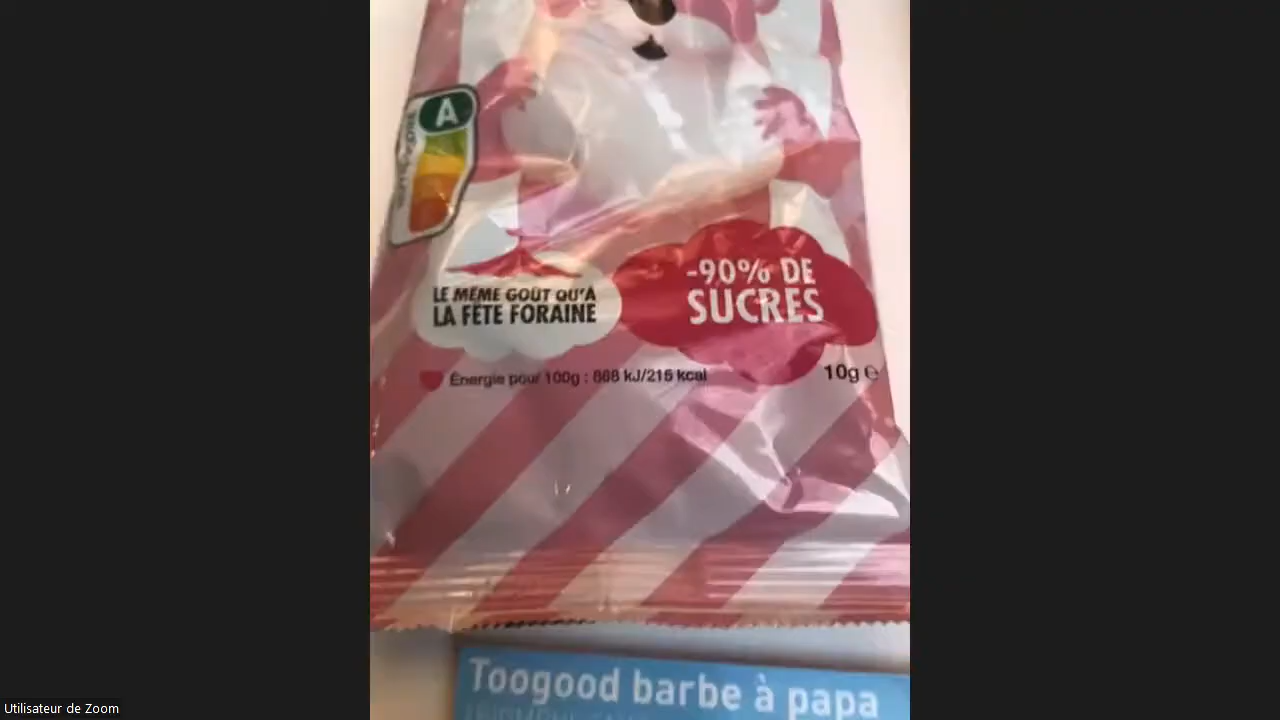 A
LE MÊME GOÛT QU'À
LA FÊTE FORAINE
-90% DE
SUCRES
Énergie pour 100g : 868 kJ/215 kcal
10g e
Toogood barbe à papa
Utilisateur de Zoom